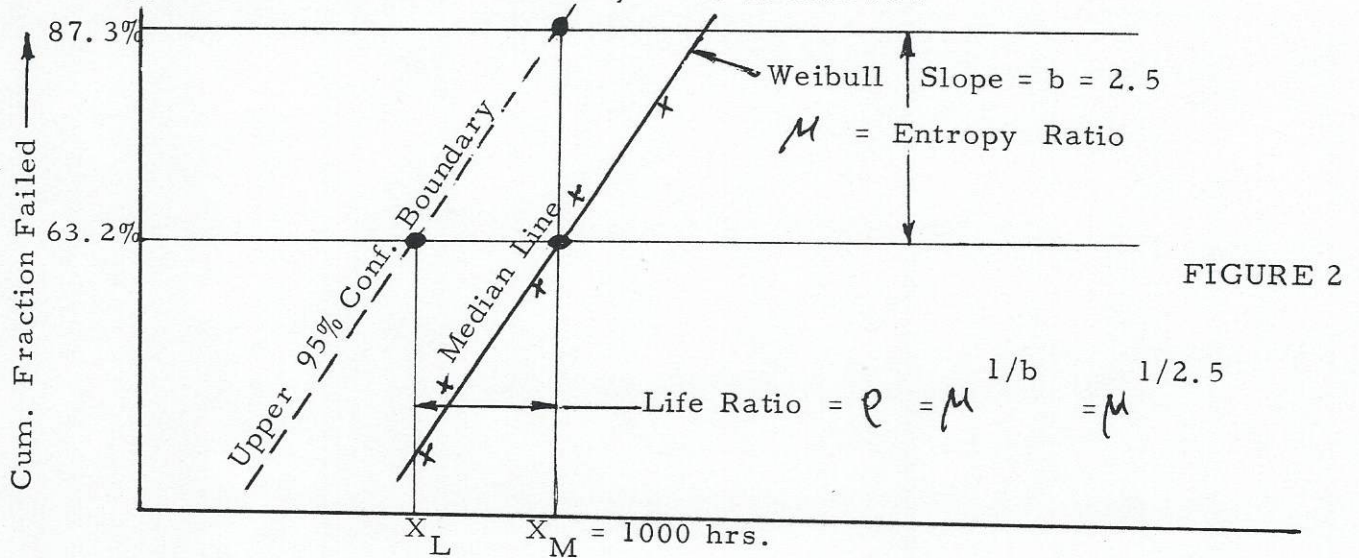 87.3%
63.2%
Cum. Fraction Failed
Upper 95% Conf. Boundary
Median Line
Weibull Slope = b = 2.5
μ = Entropy Ratio
FIGURE 2
Life Ratio = ρ = μ^1/b = μ^1/2.5
X_L
X_M = 1000 hrs.